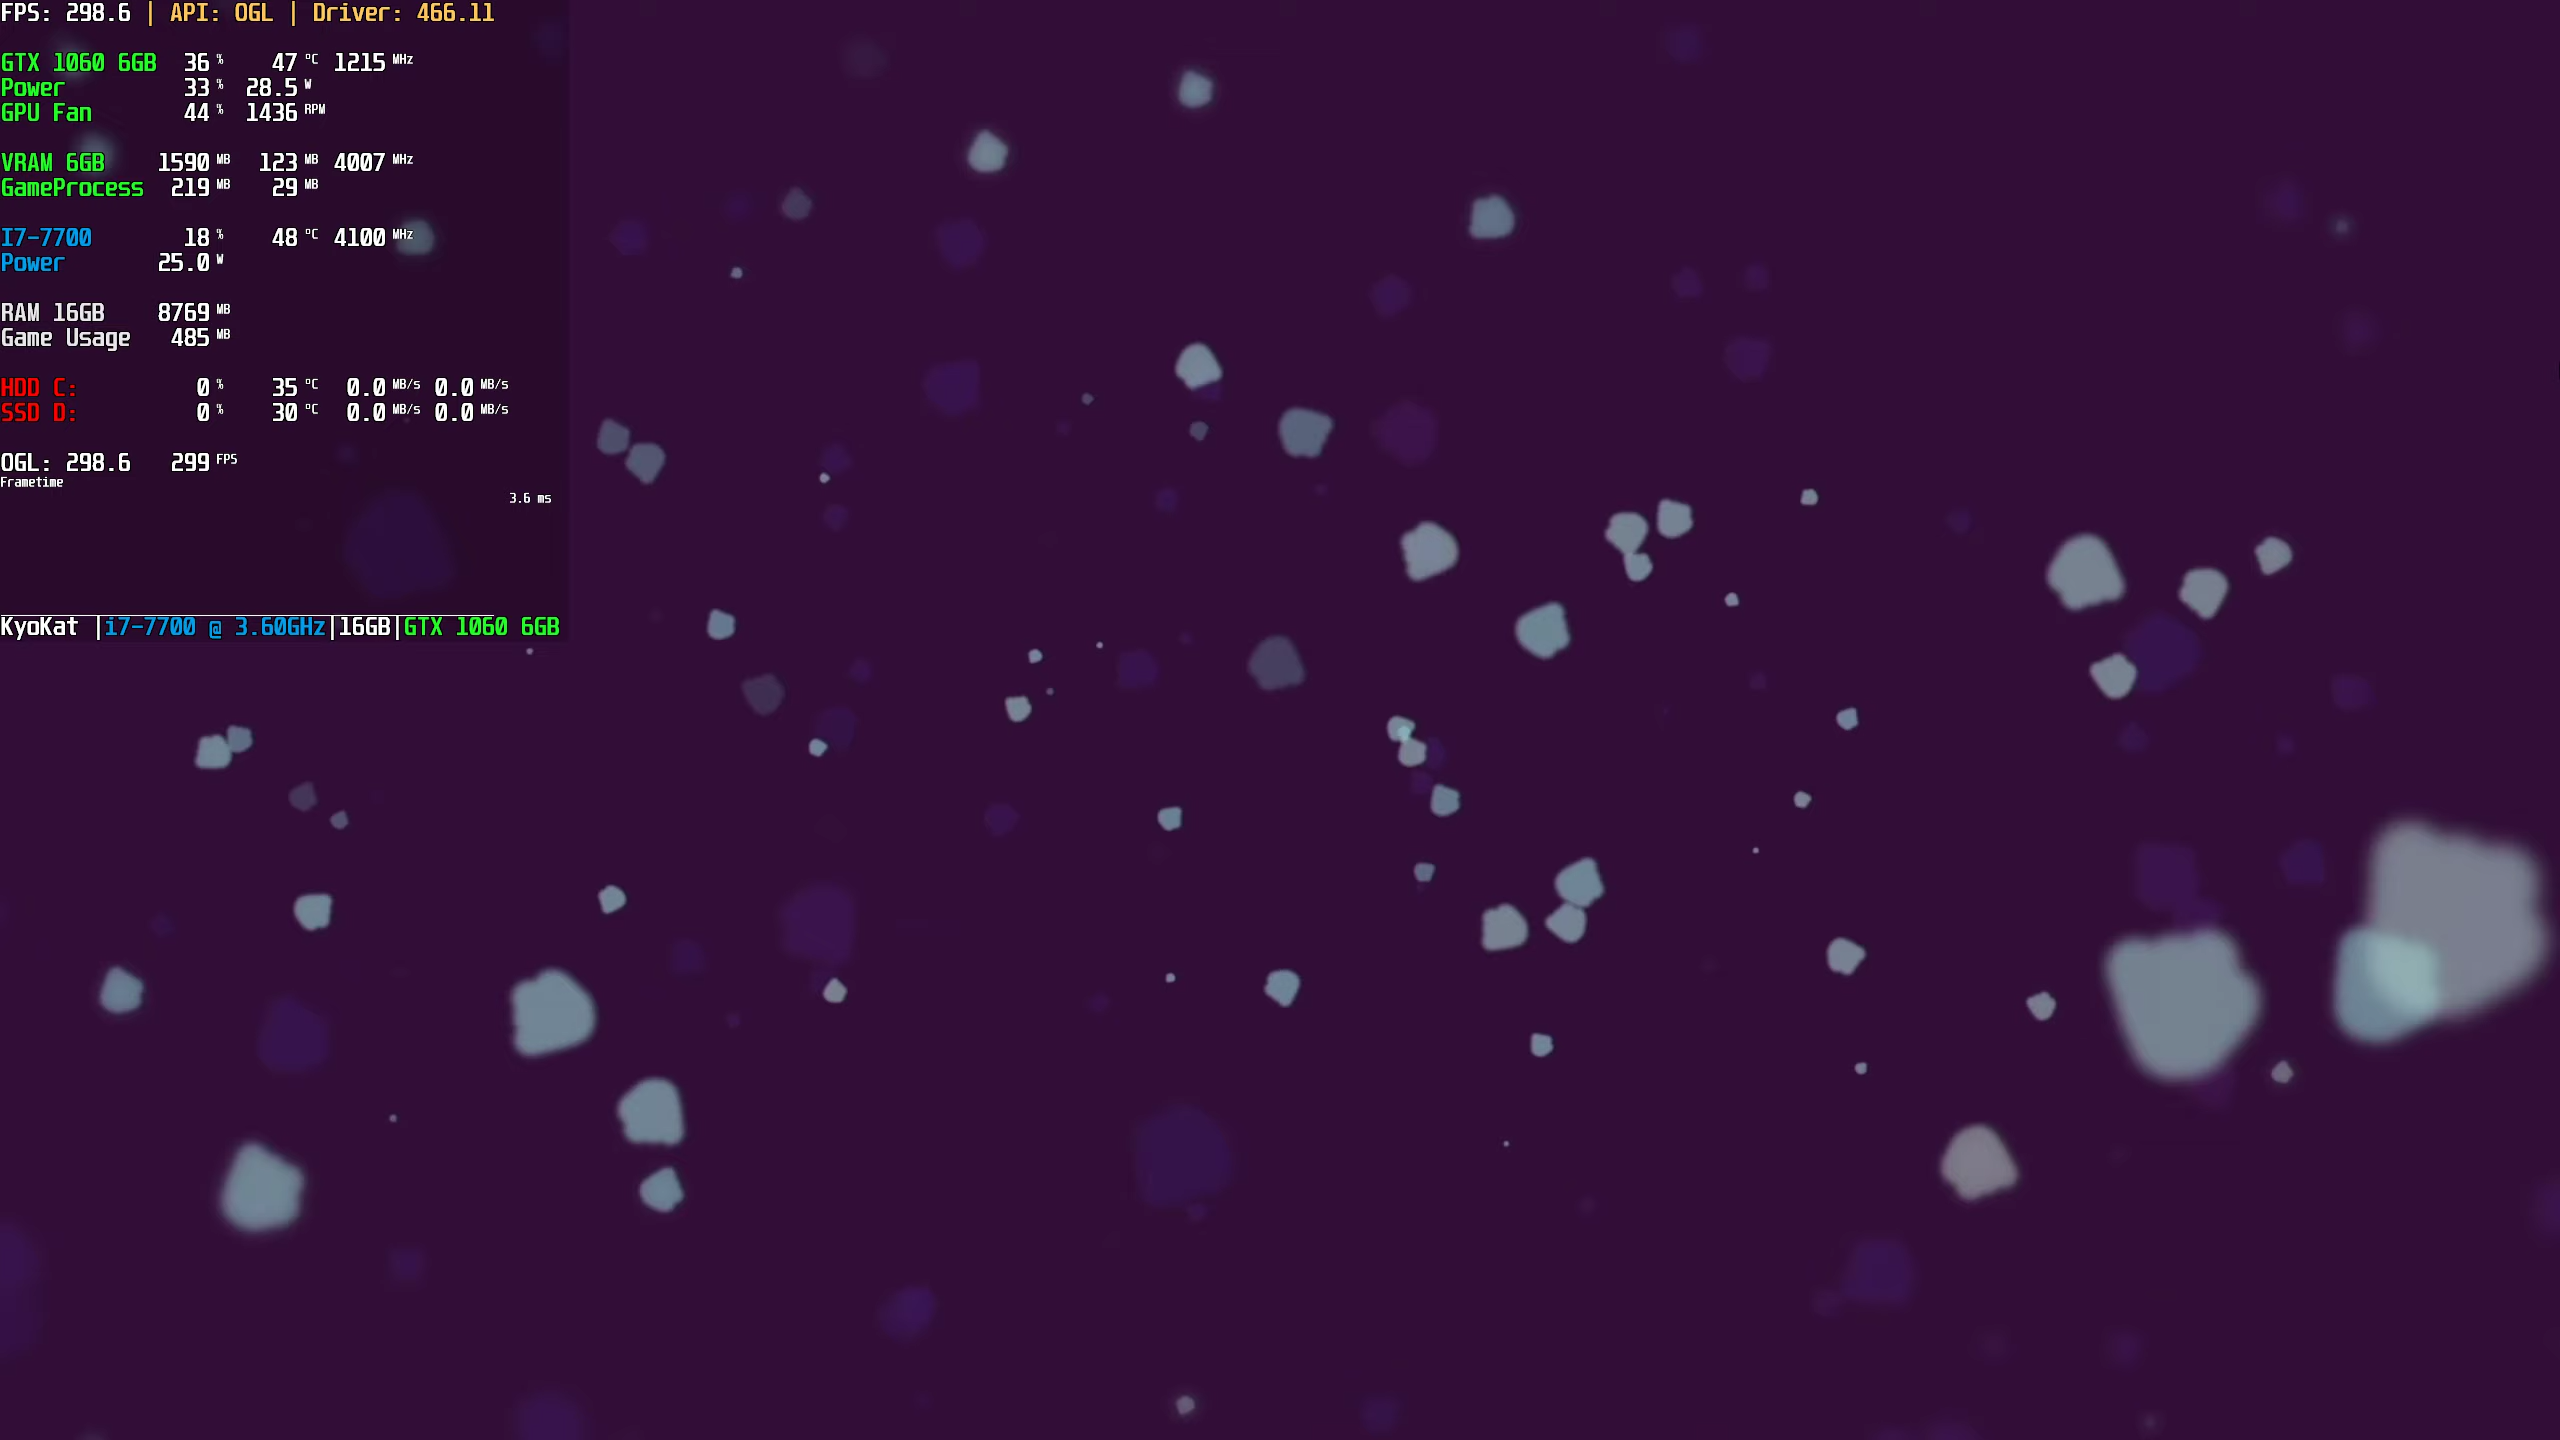 FPS: 298.6 | API: OGL | Driver: 466.11
GTX 1060 6GB 36 % 47 °C 1215 MHz
Power 33 % 28.5 W
GPU Fan 44 % 1436 RPM
VRAM 6GB 1590 MB 123 MB 4007 MHz
GameProcess 219 MB 29 MB
I7-7700 18 % 48 °C 4100 MHz
Power 25.0 W
RAM 16GB 8769 MB
Game Usage 485 MB
HDD C: 0 % 35 °C 0.0 MB/s 0.0 MB/s
SSD D: 0 % 30 °C 0.0 MB/s 0.0 MB/s
OGL: 298.6 299 FPS
Frametime
3.6 ms
KyoKat |i7-7700 @ 3.60GHz|16GB|GTX 1060 6GB